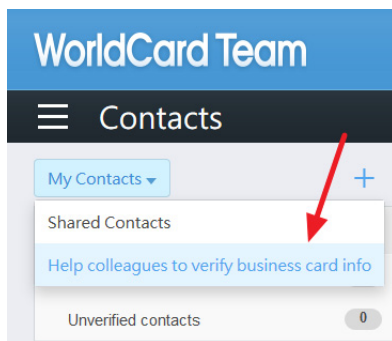 WorldCard Team
Contacts
My Contacts
Shared Contacts
Help colleagues to verify business card info
Unverified contacts 0